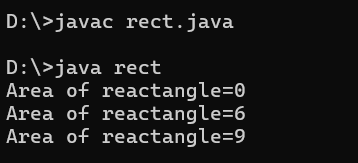 D:\>javac rect.java
D:\>java rect
Area of reactangle=0
Area of reactangle=6
Area of reactangle=9